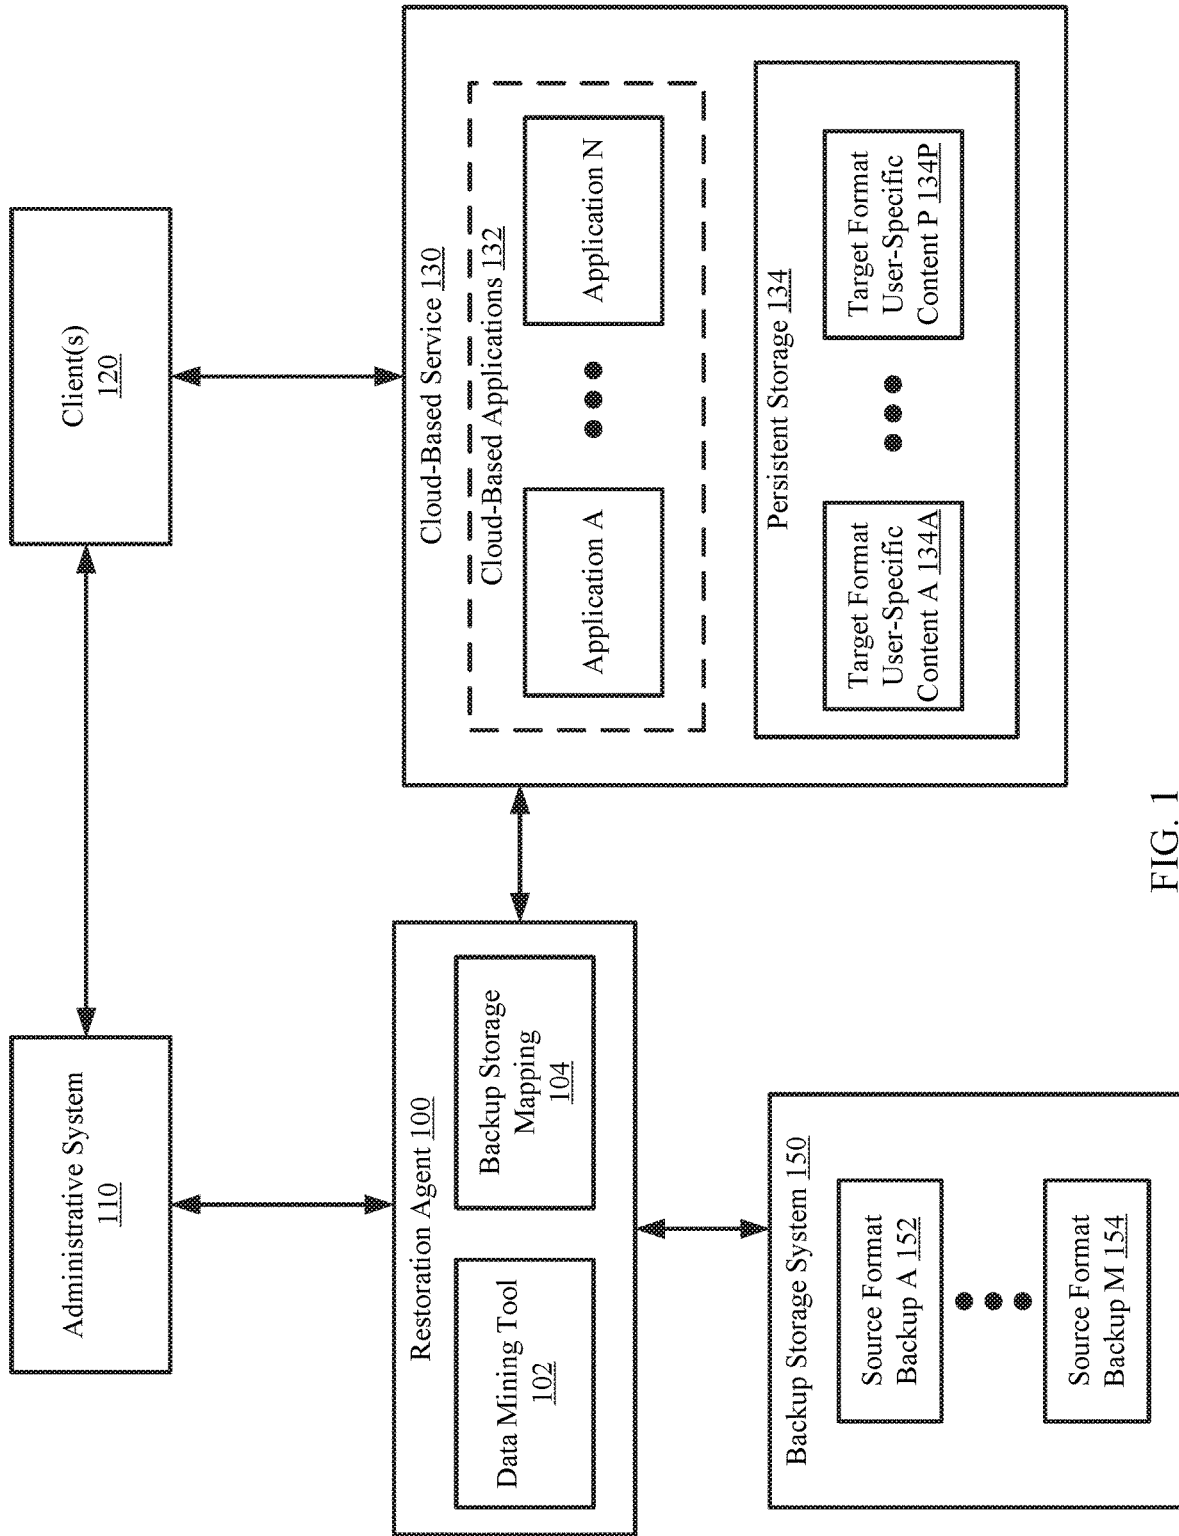 Administrative System
110
Client(s)
120
Restoration Agent 100
Data Mining Tool
102
Backup Storage
Mapping
104
Cloud-Based Service 130
Cloud-Based Applications 132
Application A
Application N
Persistent Storage 134
Target Format
User-Specific
Content A 134A
Target Format
User-Specific
Content P 134P
Backup Storage System 150
Source Format
Backup A 152
Source Format
Backup M 154
FIG. 1